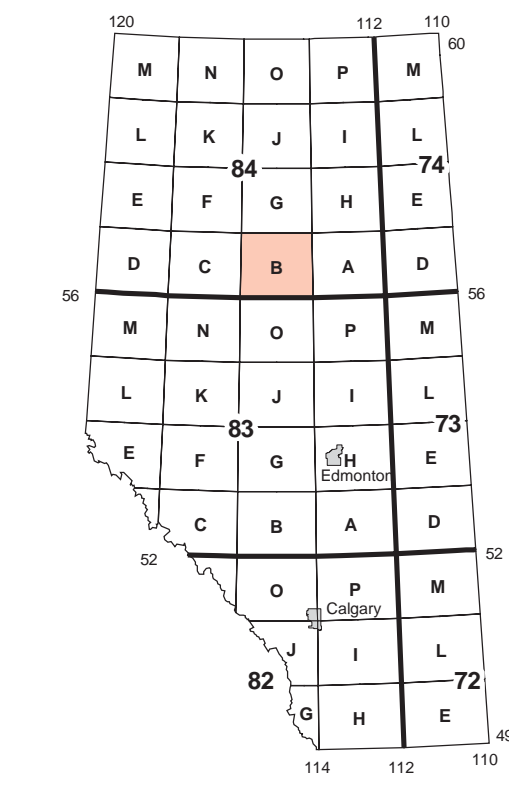 120 112 110
M N O P M 60
L K J I L
84 74
E F G H E
D C B A D
56 56
M N O P M
L K J I L
83 73
E F G H E
Edmonton
C B A D
52 52
O P M
Calgary
J I L
82 72
G H E
49
114 112 110